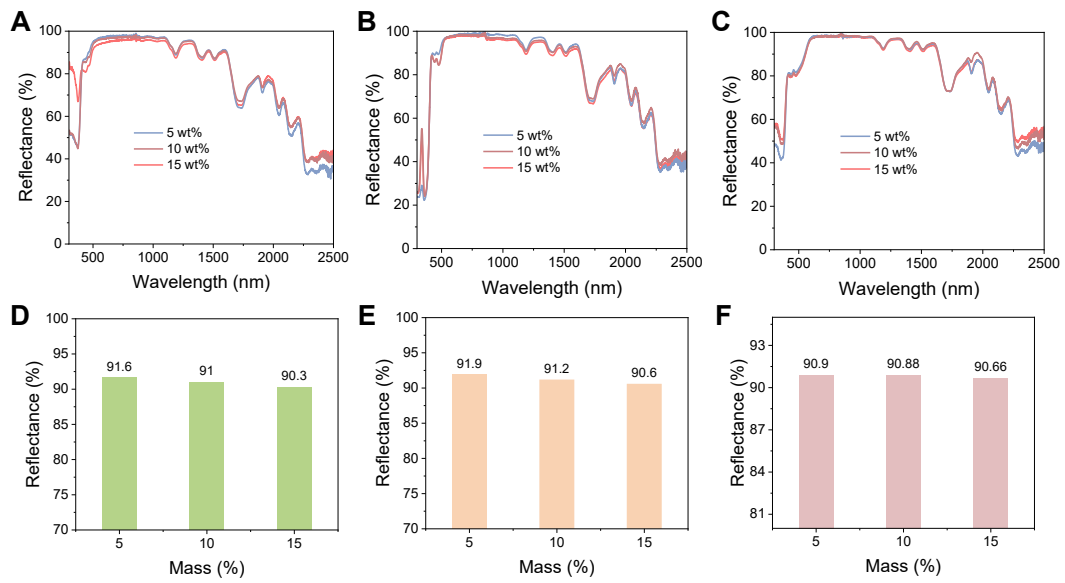 A
Reflectance (%)
100
80
60
40
20
0
5 wt%
10 wt%
15 wt%
500
1000
1500
2000
2500
Wavelength (nm)
B
Reflectance (%)
100
80
60
40
20
0
5 wt%
10 wt%
15 wt%
500
1000
1500
2000
2500
Wavelength (nm)
C
Reflectance (%)
100
80
60
40
20
0
5 wt%
10 wt%
15 wt%
500
1000
1500
2000
2500
Wavelength (nm)
D
Reflectance (%)
100
95
90
85
80
75
70
91.6
91
90.3
5
10
15
Mass (%)
E
Reflectance (%)
100
95
90
85
80
75
70
91.9
91.2
90.6
5
10
15
Mass (%)
F
Reflectance (%)
93
90
87
84
81
90.9
90.88
90.66
5
10
15
Mass (%)